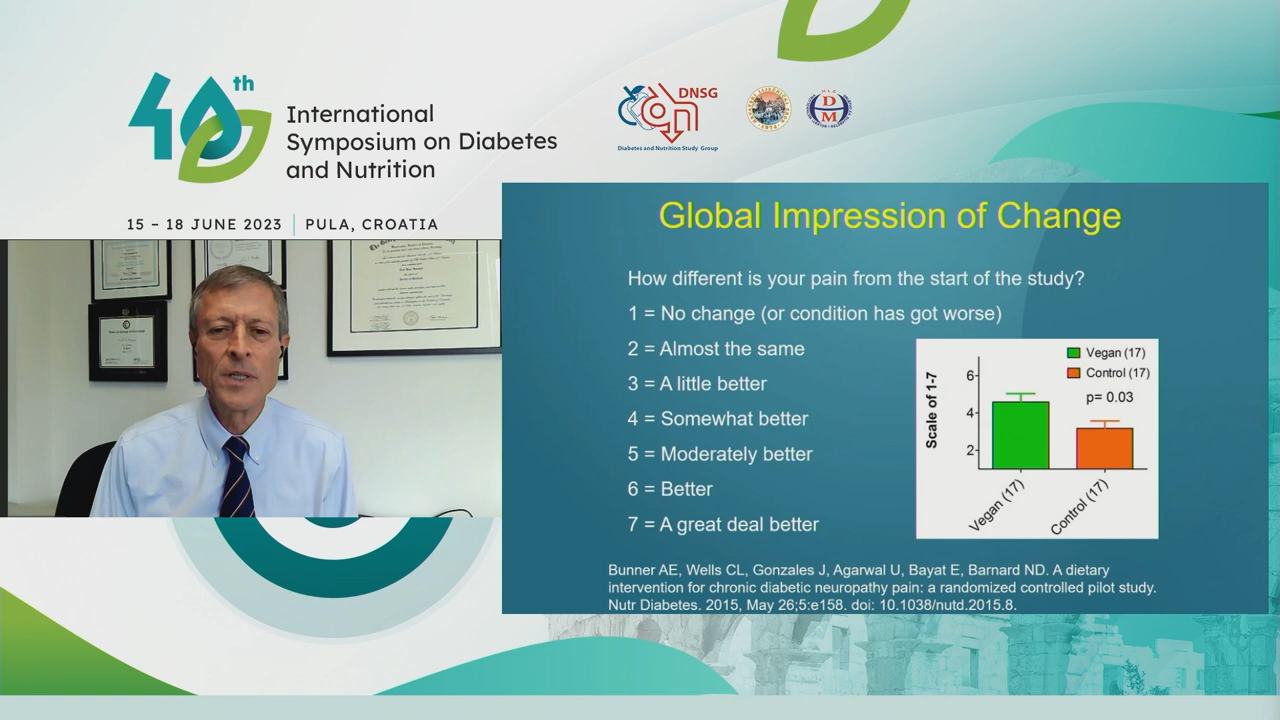 40th
International
Symposium on Diabetes
and Nutrition
15 – 18 JUNE 2023 | PULA, CROATIA
DNSG
Diabetes and Nutrition Study Group
Global Impression of Change
How different is your pain from the start of the study?
1 = No change (or condition has got worse)
2 = Almost the same
3 = A little better
4 = Somewhat better
5 = Moderately better
6 = Better
7 = A great deal better
Vegan (17)
Control (17)
p= 0.03
Scale of 1-7
6
4
2
Vegan (17)
Control (17)
Bunner AE, Wells CL, Gonzales J, Agarwal U, Bayat E, Barnard ND. A dietary
intervention for chronic diabetic neuropathy pain: a randomized controlled pilot study.
Nutr Diabetes. 2015, May 26;5:e158. doi: 10.1038/nutd.2015.8.